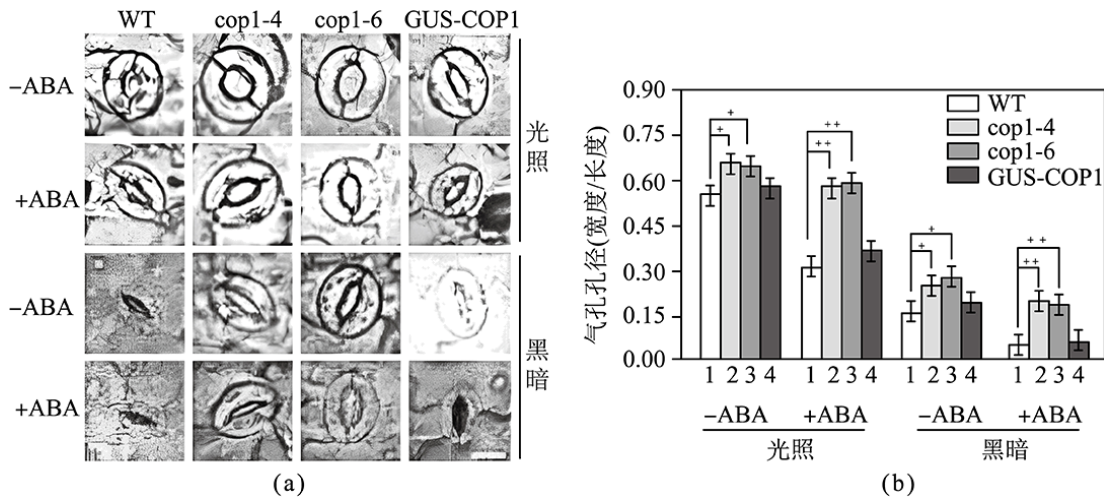 WT cop1-4 cop1-6 GUS-COP1
−ABA
+ABA
光照
−ABA
+ABA
黑暗
(a)
气孔孔径(宽度/长度)
0.90
0.75
0.60
0.45
0.30
0.15
0.00
WT
cop1-4
cop1-6
GUS-COP1
+
+
++
++
+
+
++
++
1 2 3 4 1 2 3 4 1 2 3 4 1 2 3 4
−ABA +ABA −ABA +ABA
光照 黑暗
(b)